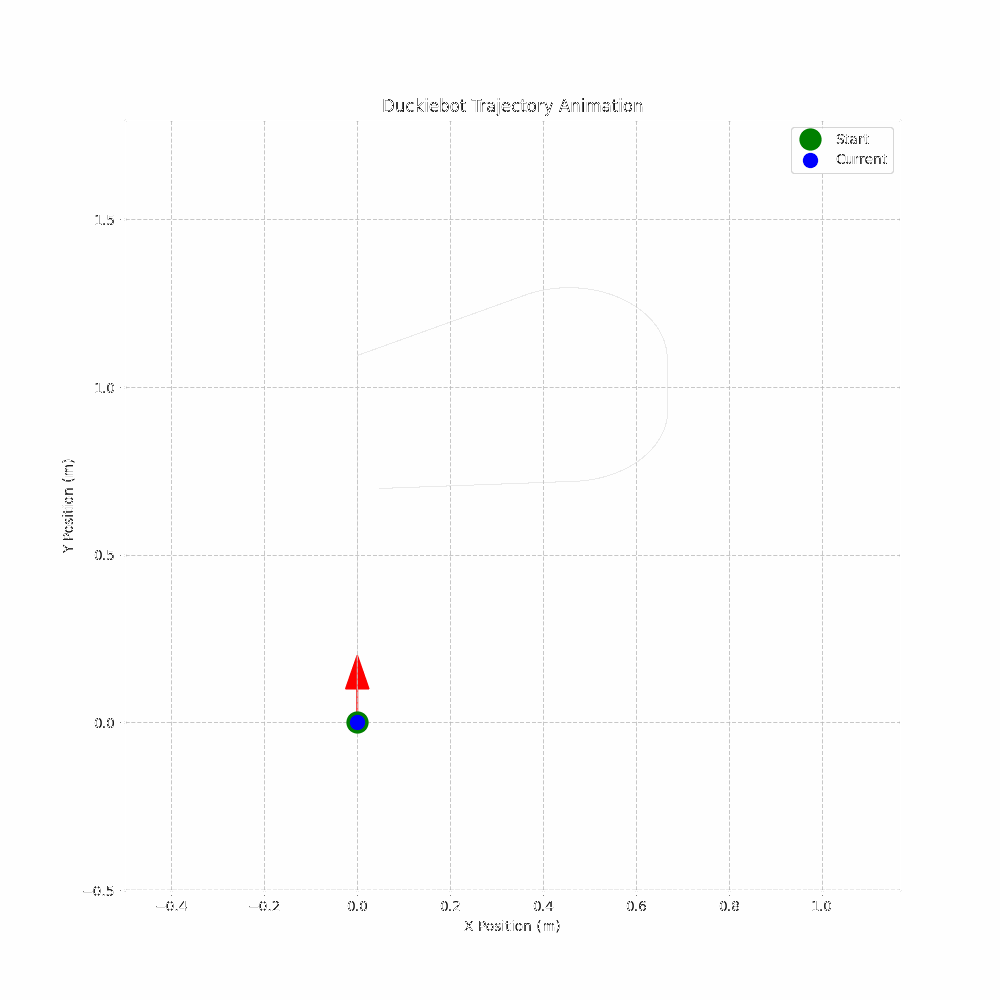 Duckiebot Trajectory Animation
Start
Current
1.5
1.0
0.5
0.0
−0.5
Y Position (m)
−0.4 −0.2 0.0 0.2 0.4 0.6 0.8 1.0
X Position (m)